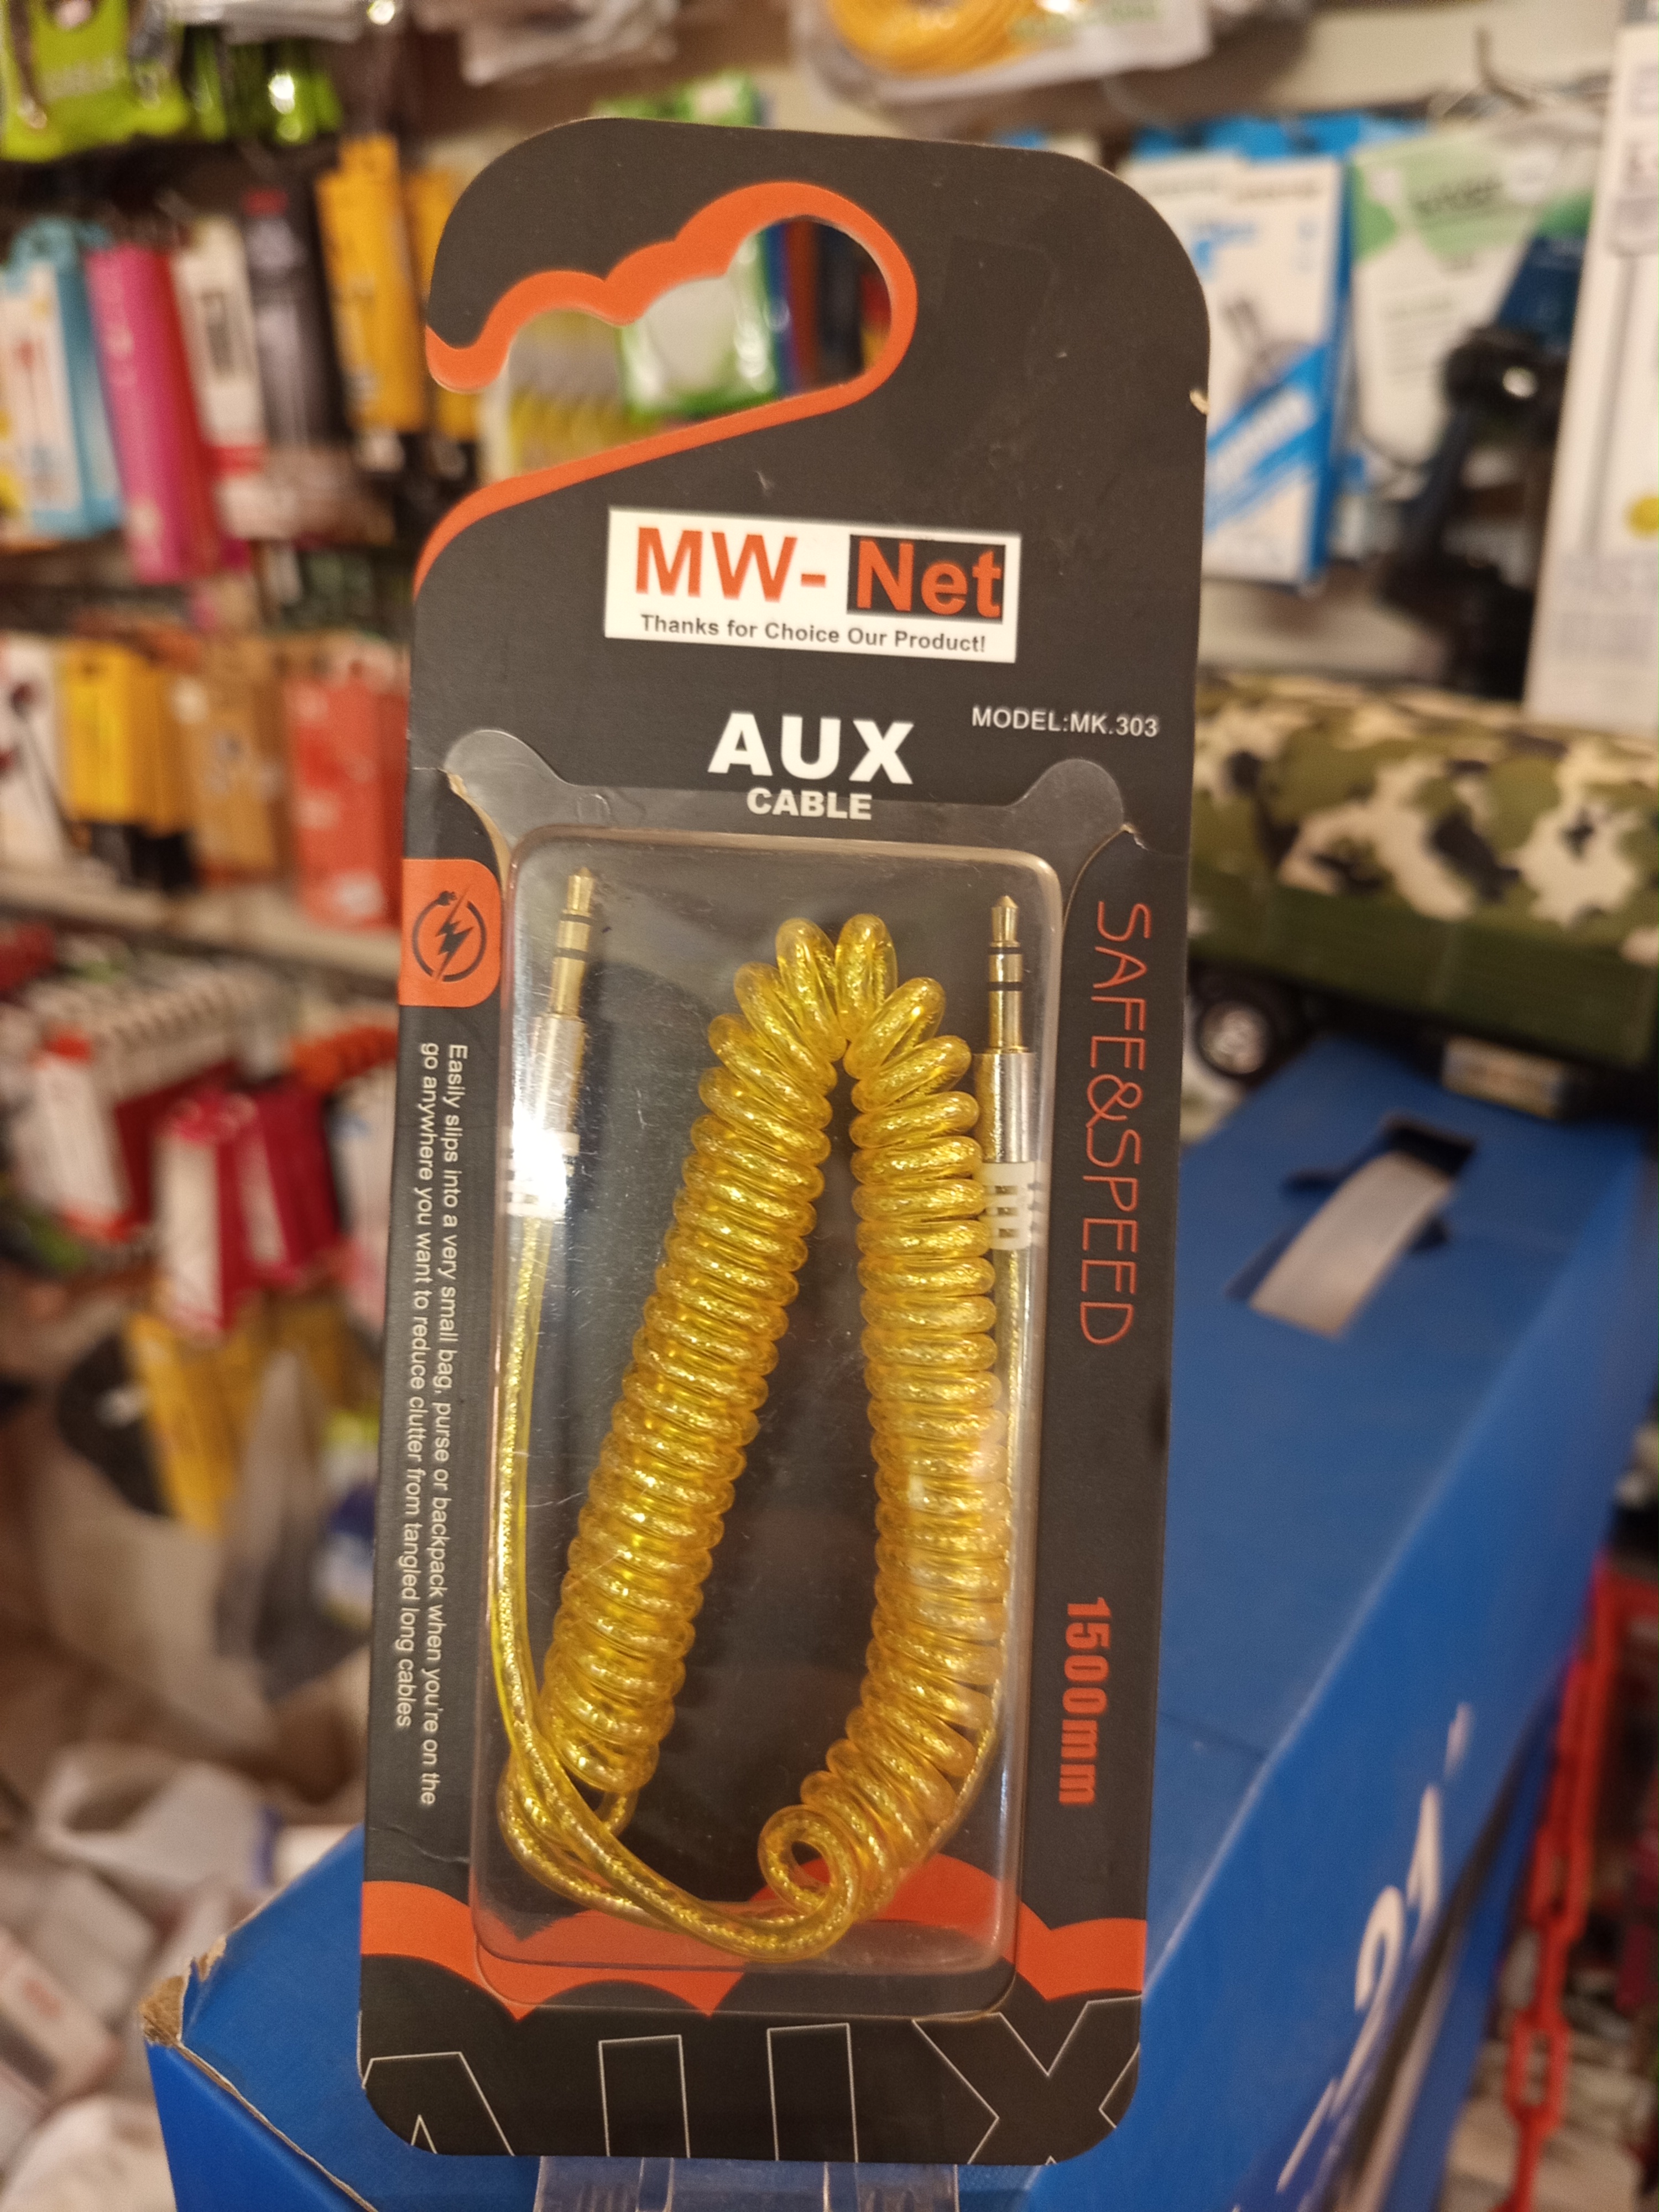 MW- Net
Thanks for Choice Our Product!
MODEL:MK.303
AUX
CABLE
SAFE&SPEED
1500mm
Easily slips into a very small bag, purse or backpack when you're on the
go anywhere you want to reduce clutter from tangled long cables
AUX